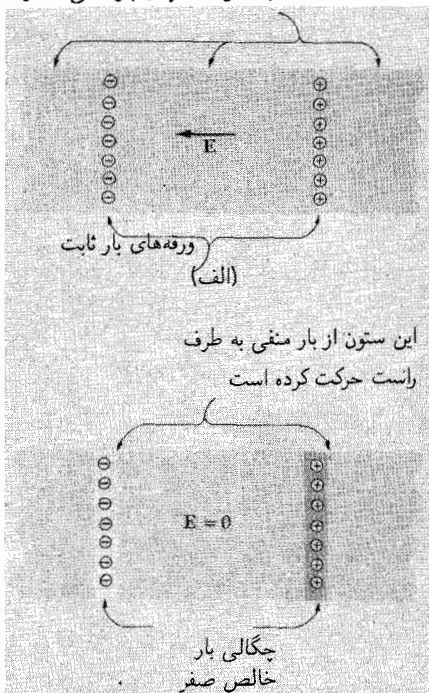 E
ورقه‌های بار ثابت
(الف)
این ستون از بار منفی به طرف
راست حرکت کرده است
E = 0
چگالی بار
خالص صفر